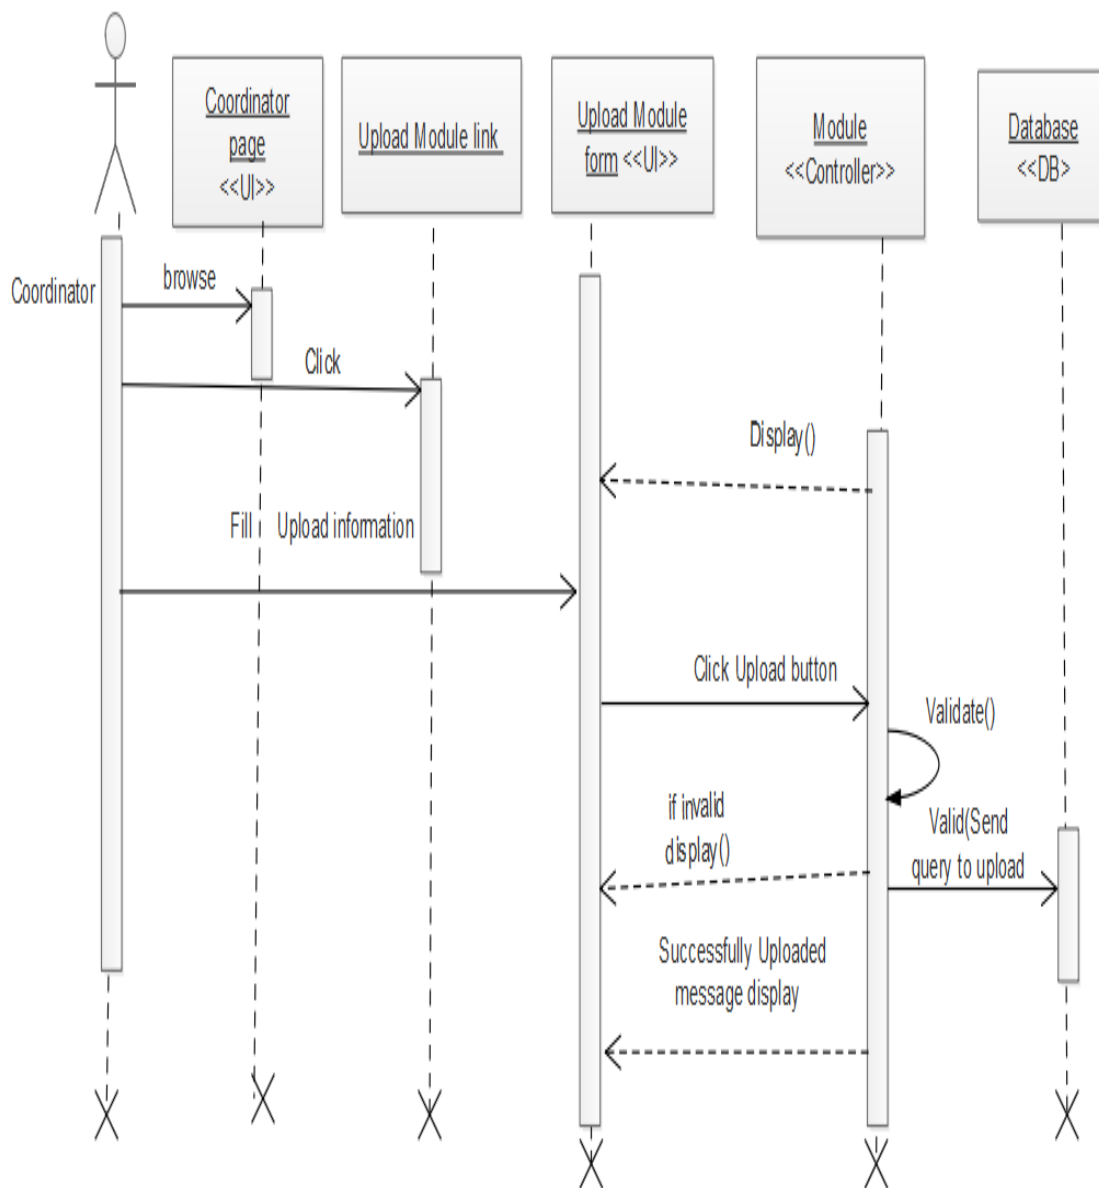 Coordinator
page
<<UI>>
Upload Module link
Upload Module
form <<UI>>
Module
<<Controller>>
Database
<<DB>
Coordinator
browse
Click
Display()
Fill Upload information
Click Upload button
Validate()
if invalid
display()
Valid(Send
query to upload
Successfully Uploaded
message display